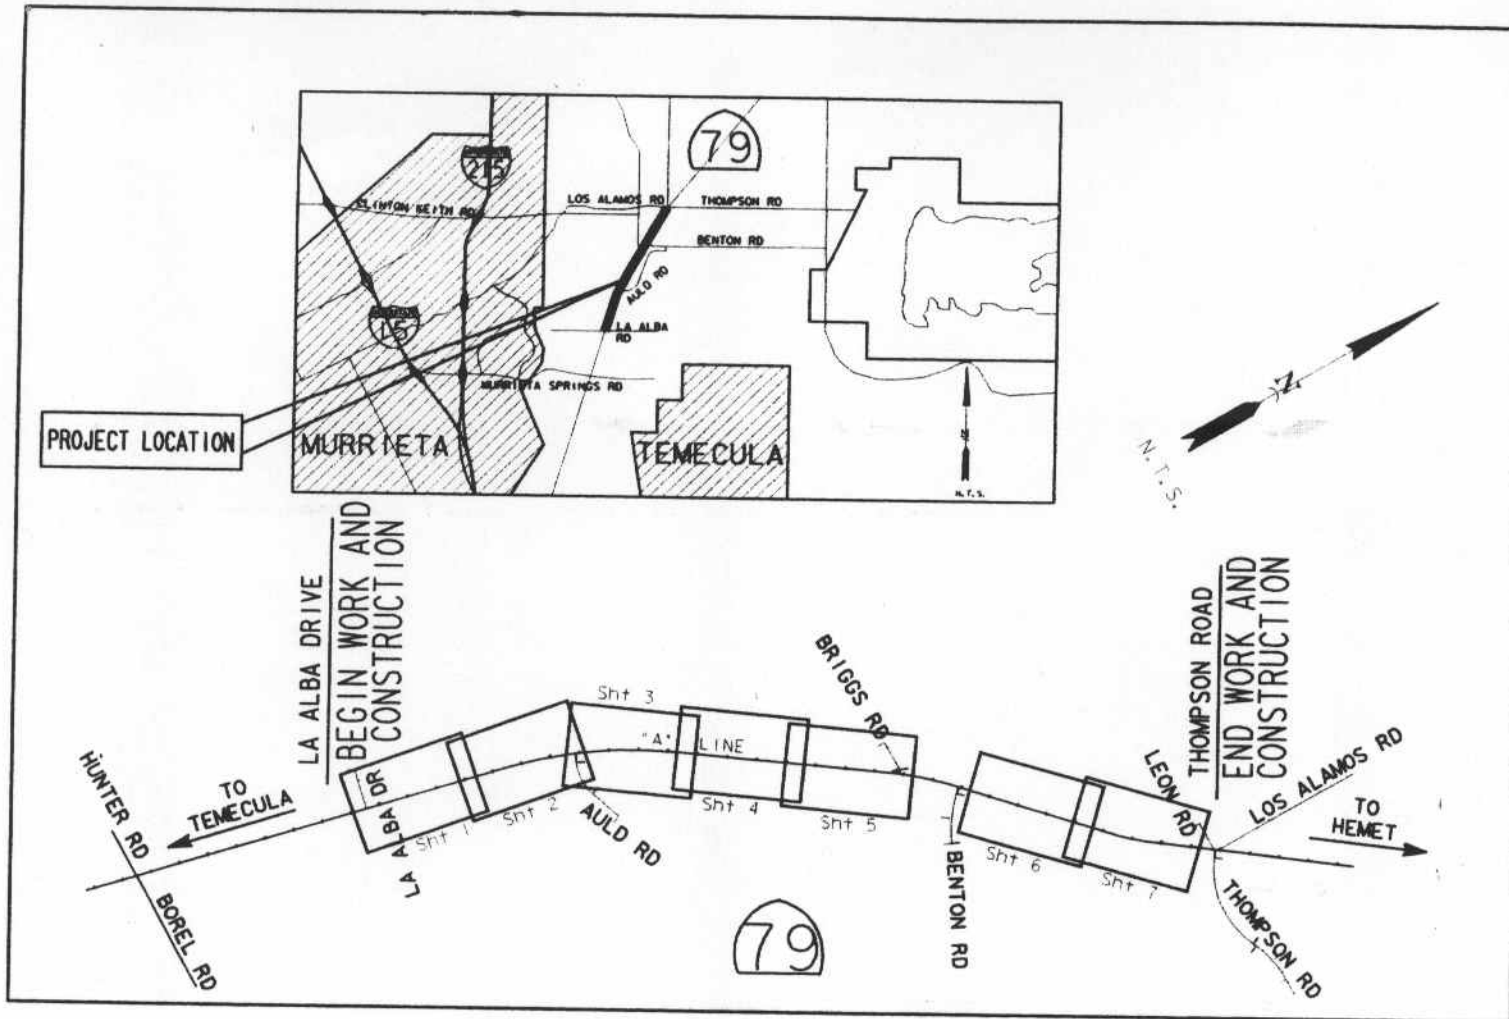 79
215
CLINTON KEITH RD
LOS ALAMOS RD
THOMPSON RD
BENTON RD
AULD RD
15
LA ALBA
RD
MURRIETA SPRINGS RD
PROJECT LOCATION
MURRIETA
TEMECULA
N
N.T.S.
N
N.T.S.
LA ALBA DRIVE
BEGIN WORK AND
CONSTRUCTION
THOMPSON ROAD
END WORK AND
CONSTRUCTION
HUNTER RD
BOREL RD
TO
TEMECULA
LA ALBA DR
Sht 1
Sht 2
Sht 3
"A" LINE
AULD RD
Sht 4
Sht 5
BRIGGS RD
BENTON RD
Sht 6
Sht 7
LEON RD
LOS ALAMOS RD
TO
HEMET
THOMPSON RD
79